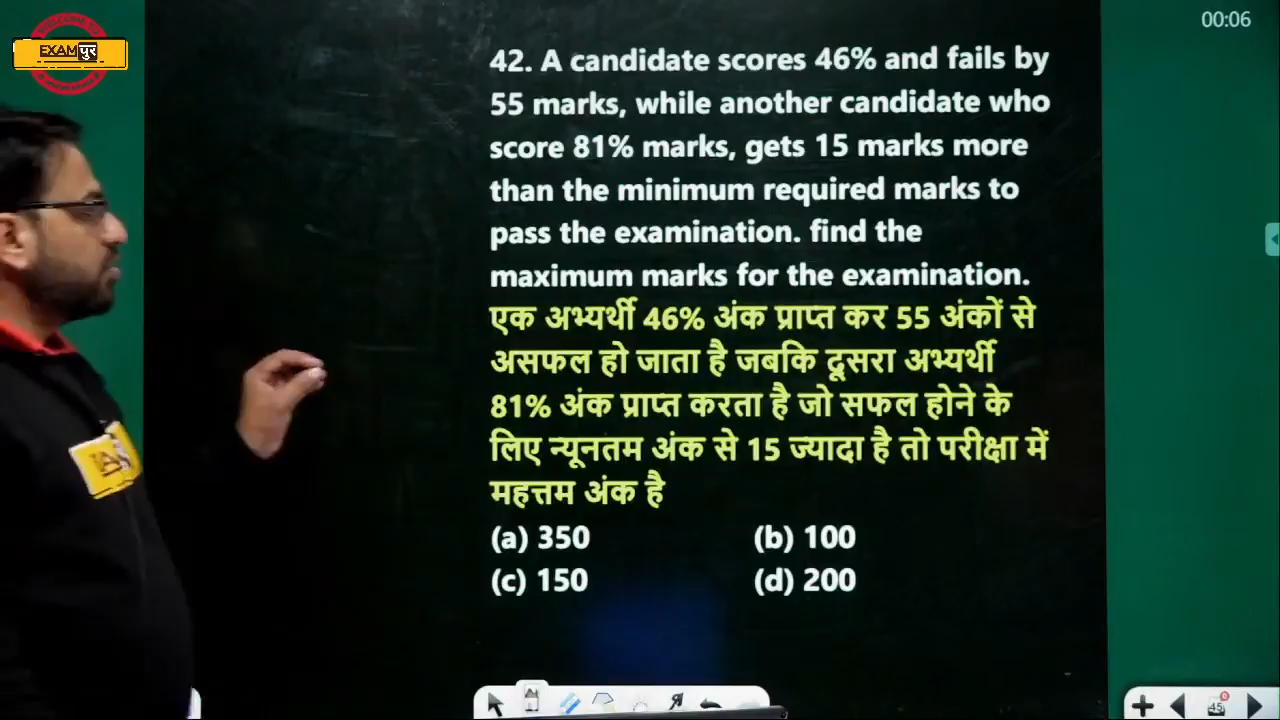 00:06
WELCOME TO
EXAMपुर
42. A candidate scores 46% and fails by
55 marks, while another candidate who
score 81% marks, gets 15 marks more
than the minimum required marks to
pass the examination. find the
maximum marks for the examination.
एक अभ्यर्थी 46% अंक प्राप्त कर 55 अंकों से
असफल हो जाता है जबकि दूसरा अभ्यर्थी
81% अंक प्राप्त करता है जो सफल होने के
लिए न्यूनतम अंक से 15 ज्यादा है तो परीक्षा में
महत्तम अंक है
(a) 350 (b) 100
(c) 150 (d) 200
45